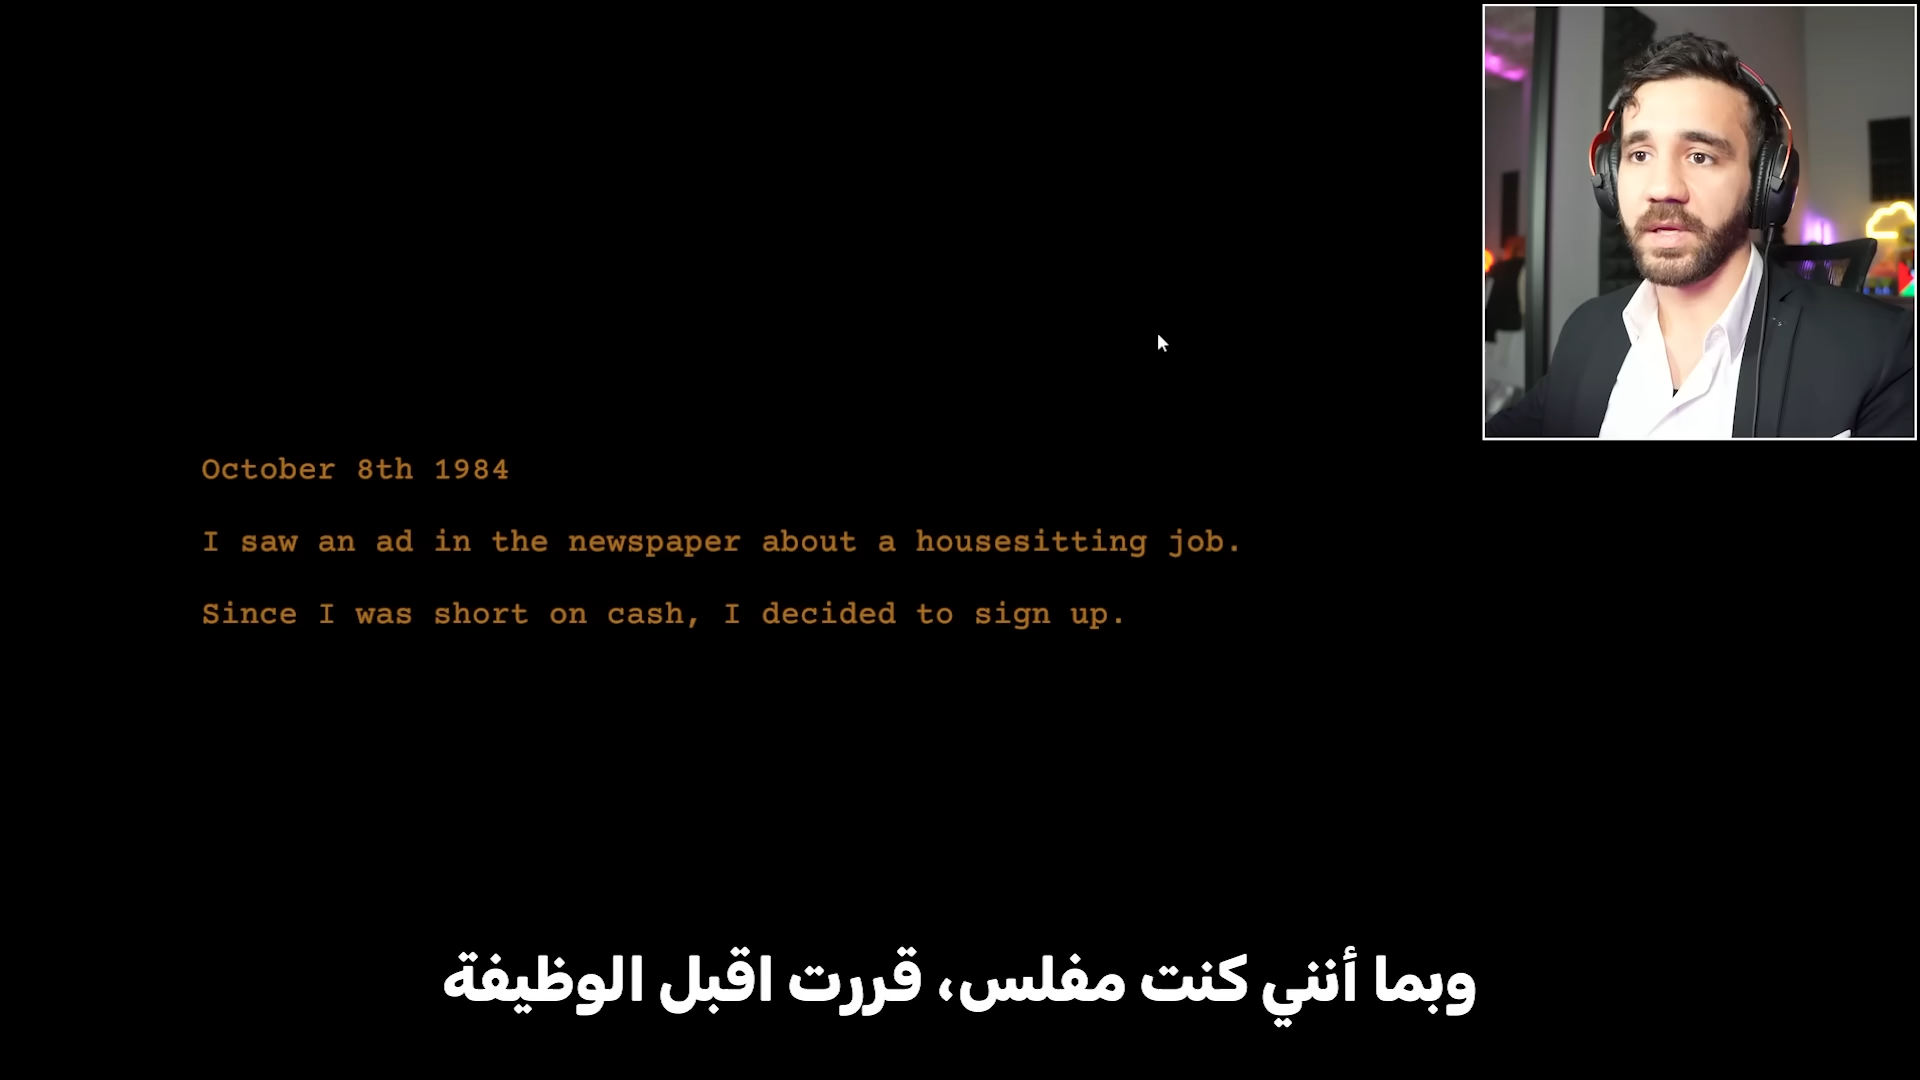 October 8th 1984
I saw an ad in the newspaper about a housesitting job.
Since I was short on cash, I decided to sign up.
وبما أنني كنت مفلس، قررت اقبل الوظيفة